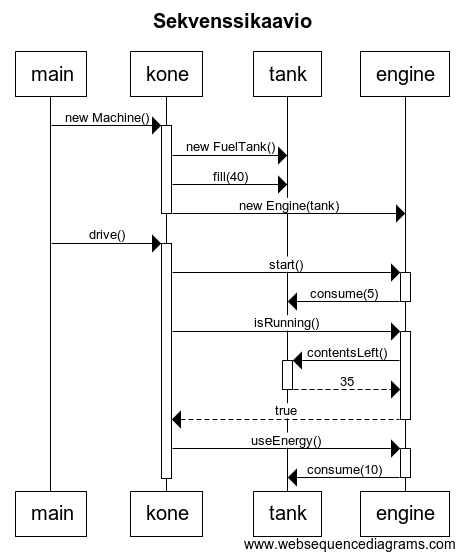 Sekvenssikaavio
main kone tank engine
new Machine()
new FuelTank()
fill(40)
new Engine(tank)
drive()
start()
consume(5)
isRunning()
contentsLeft()
35
true
useEnergy()
consume(10)
main kone tank engine
www.websequencediagrams.com